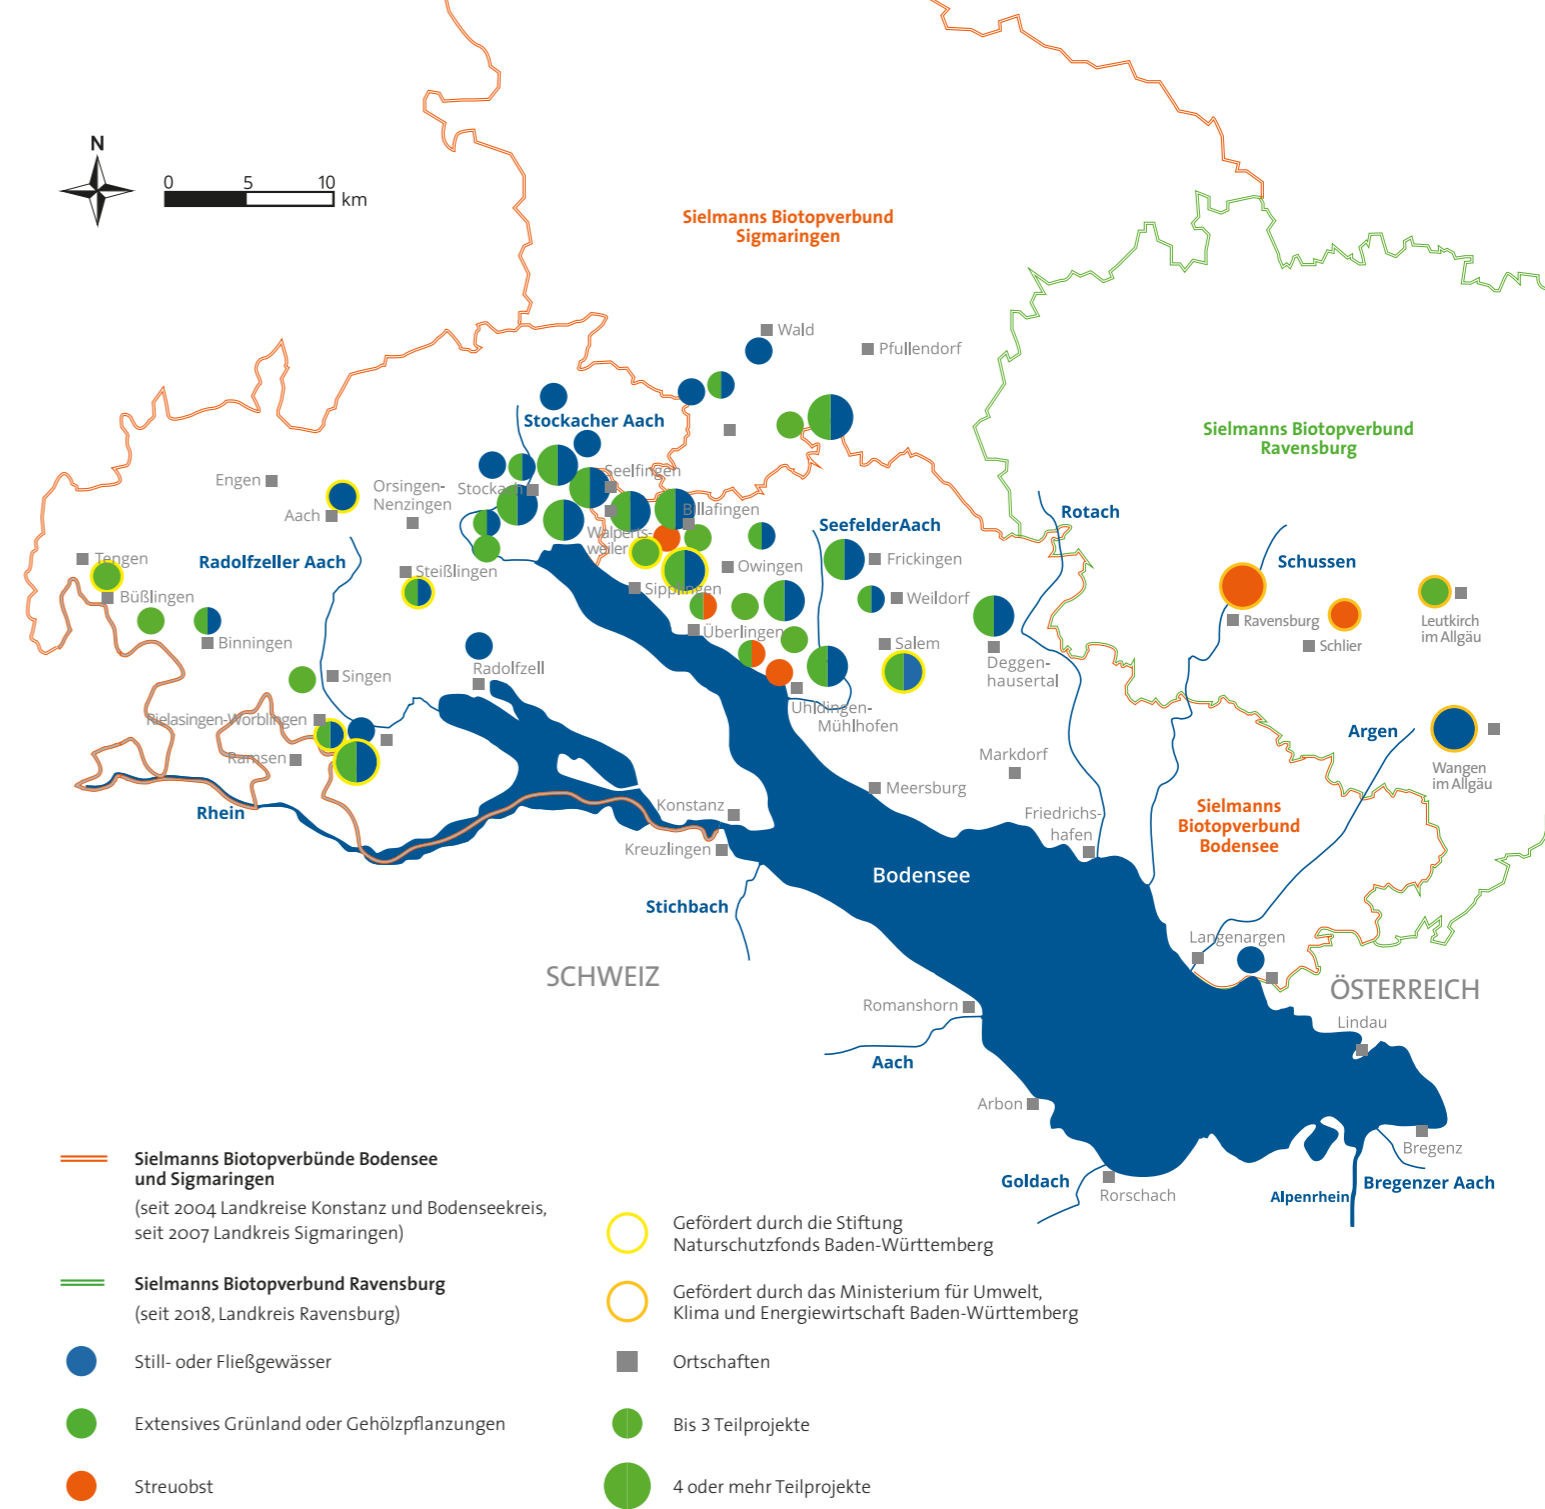 N
0 5 10
km
Sielmanns Biotopverbund
Sigmaringen
Wald
Pfullendorf
Stockacher Aach
Sielmanns Biotopverbund
Ravensburg
Seelfingen
Engen
Orsingen-
Nenzingen
Stockach
Aach
Billafingen
Rotach
SeefelderAach
Walperts-
weiler
Tengen
Radolfzeller Aach
Frickingen
Schussen
Steißlingen
Owingen
Büßlingen
Sipplingen
Weildorf
Ravensburg
Leutkirch
im Allgäu
Überlingen
Binningen
Salem
Schlier
Radolfzell
Deggen-
hausertal
Singen
Uhldingen-
Mühlhofen
Rielasingen-Worblingen
Argen
Ramsen
Markdorf
Wangen
im Allgäu
Meersburg
Rhein
Konstanz
Friedrichs-
hafen
Sielmanns
Biotopverbund
Bodensee
Kreuzlingen
Bodensee
Stichbach
Langenargen
SCHWEIZ
ÖSTERREICH
Romanshorn
Lindau
Aach
Arbon
Bregenz
Goldach
Rorschach
Alpenrhein
Bregenzer Aach
Sielmanns Biotopverbünde Bodensee
und Sigmaringen
(seit 2004 Landkreise Konstanz und Bodenseekreis,
seit 2007 Landkreis Sigmaringen)
Sielmanns Biotopverbund Ravensburg
(seit 2018, Landkreis Ravensburg)
Still- oder Fließgewässer
Extensives Grünland oder Gehölzpflanzungen
Streuobst
Gefördert durch die Stiftung
Naturschutzfonds Baden-Württemberg
Gefördert durch das Ministerium für Umwelt,
Klima und Energiewirtschaft Baden-Württemberg
Ortschaften
Bis 3 Teilprojekte
4 oder mehr Teilprojekte